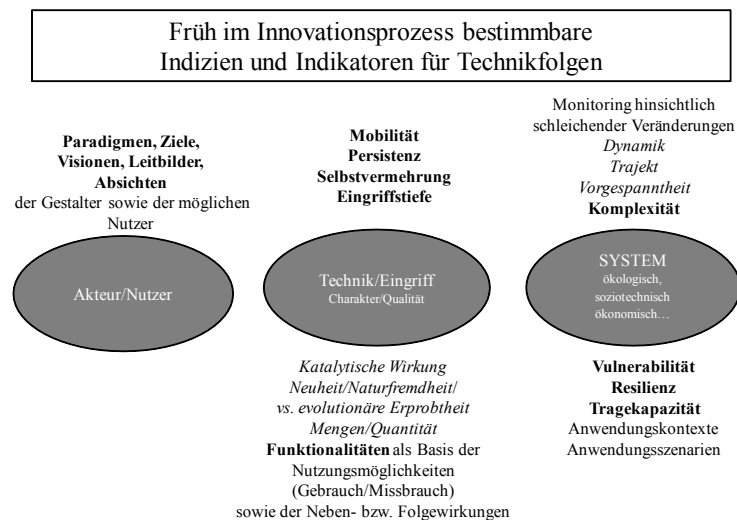 Früh im Innovationsprozess bestimmbare
Indizien und Indikatoren für Technikfolgen
Paradigmen, Ziele,
Visionen, Leitbilder,
Absichten
der Gestalter sowie der möglichen
Nutzer
Akteur/Nutzer
Mobilität
Persistenz
Selbstvermehrung
Eingriffstiefe
Technik/Eingriff
Charakter/Qualität
Katalytische Wirkung
Neuheit/Naturfremdheit/
vs. evolutionäre Erprobtheit
Mengen/Quantität
Funktionalitäten als Basis der
Nutzungsmöglichkeiten
(Gebrauch/Missbrauch)
sowie der Neben- bzw. Folgewirkungen
Monitoring hinsichtlich
schleichender Veränderungen
Dynamik
Trajekt
Vorgespanntheit
Komplexität
SYSTEM
ökologisch,
soziotechnisch
ökonomisch…
Vulnerabilität
Resilienz
Tragekapazität
Anwendungskontexte
Anwendungsszenarien